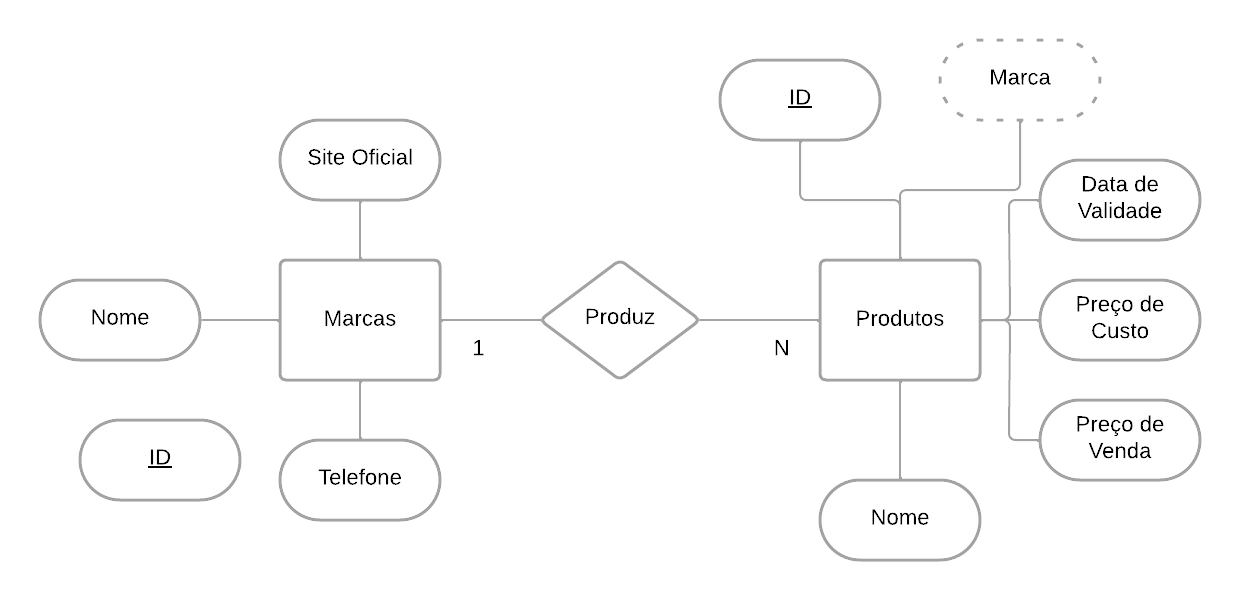 Marca
ID
Site Oficial
Data de
Validade
Nome
Marcas
Produz
Produtos
Preço de
Custo
1
N
ID
Telefone
Preço de
Venda
Nome